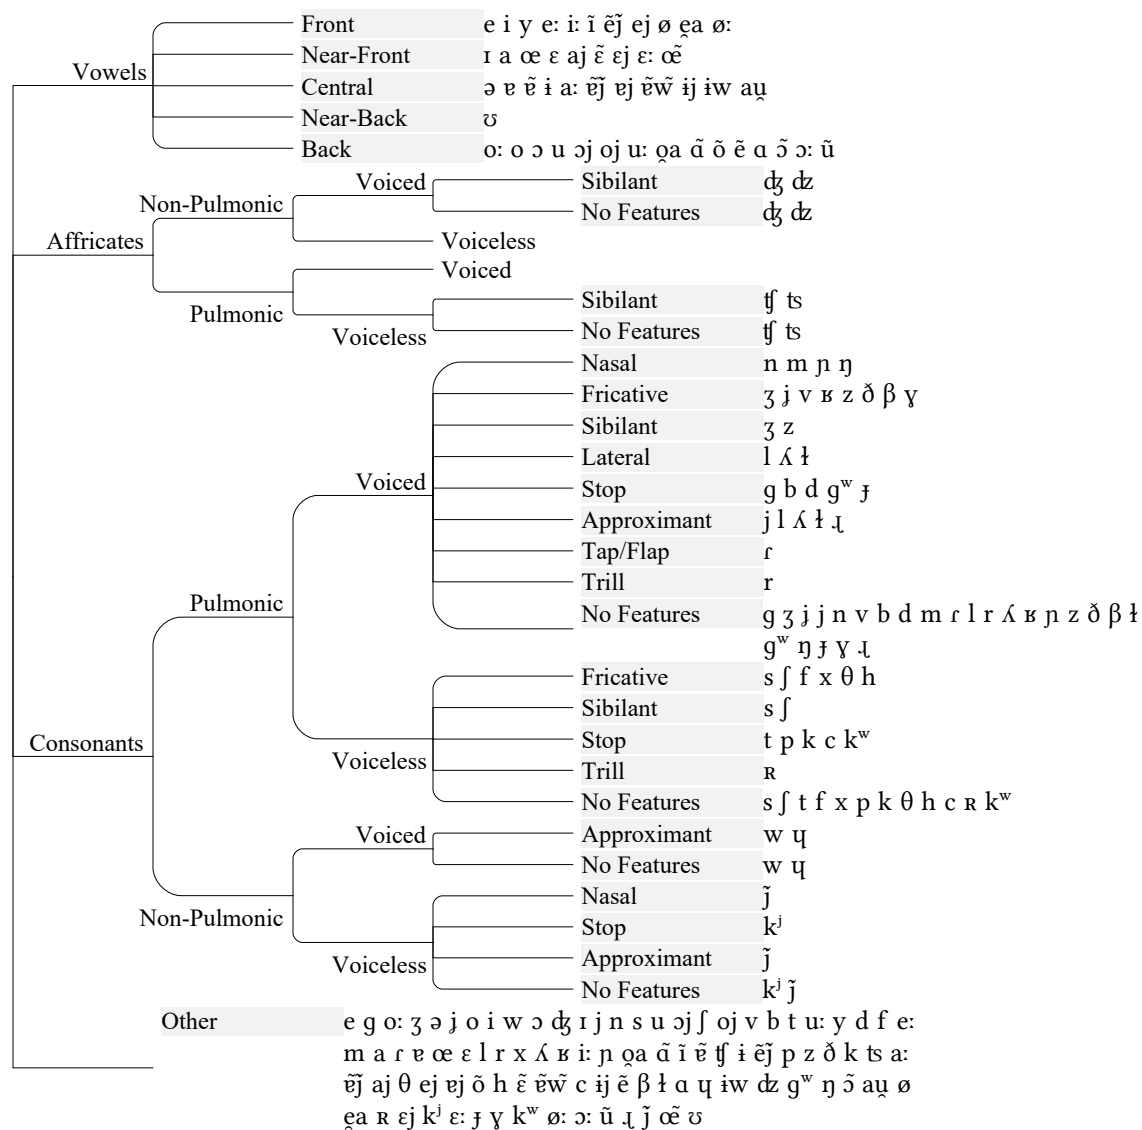 Front e i y eː iː ĩ ẽj̃ ej ø e̯a øː
Near-Front ɪ a œ ɛ aj ɛ̃ ɛj ɛː œ̃
Vowels
Central ə ɐ ɐ̃ ɨ aː ɐ̃j̃ ɐj ɐ̃w̃ ɨj ɨw au̯
Near-Back ʊ
Back oː o ɔ u ɔj oj uː o̯a ɑ̃ õ ẽ ɑ ɔ̃ ɔː ũ
Voiced Sibilant ʤ ʣ
Non-Pulmonic
No Features ʤ ʣ
Affricates Voiceless
Voiced
Sibilant ʧ ʦ
Pulmonic
No Features ʧ ʦ
Voiceless
Nasal n m ɲ ŋ
Fricative ʒ ʝ v ʁ z ð β ɣ
Sibilant ʒ z
Lateral l ʎ ɫ
Voiced Stop ɡ b d ɡʷ ɟ
Approximant j l ʎ ɫ ɻ
Tap/Flap ɾ
Trill r
Pulmonic
No Features ɡ ʒ ʝ j n v b d m ɾ l r ʎ ʁ ɲ z ð β ɫ
ɡʷ ŋ ɟ ɣ ɻ
Fricative s ʃ f x θ h
Sibilant s ʃ
Consonants Stop t p k c kʷ
Voiceless Trill ʀ
No Features s ʃ t f x p k θ h c ʀ kʷ
Voiced Approximant w ɥ
No Features w ɥ
Nasal j̃
Non-Pulmonic
Stop kʲ
Approximant j̃
Voiceless
No Features kʲ j̃
Other e ɡ oː ʒ ə ʝ o i w ɔ ʤ ɪ j n s u ɔj ʃ oj v b t uː y d f eː
m a ɾ ɐ œ ɛ l r x ʎ ʁ iː ɲ o̯a ɑ̃ ĩ ɐ̃ ʧ ɨ ẽj̃ p z ð k ʦ aː
ɐ̃j̃ aj θ ej ɐj õ h ɛ̃ ɐ̃w̃ c ɨj ẽ β ɫ ɑ ɥ ɨw ʣ ɡʷ ŋ ɔ̃ au̯ ø
e̯a ʀ ɛj kʲ ɛː ɟ ɣ kʷ øː ɔː ũ ɻ j̃ œ̃ ʊ